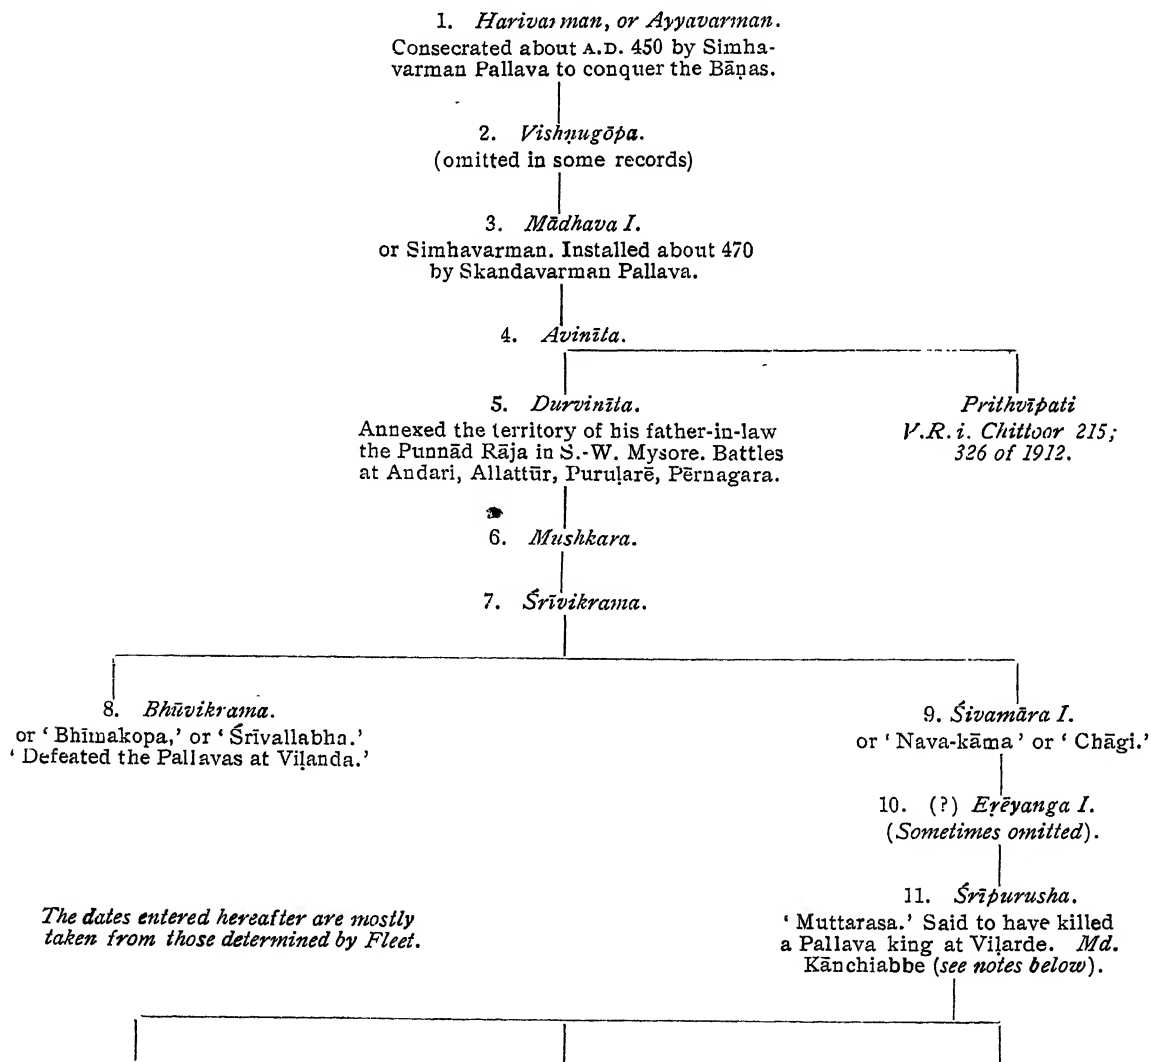 1. Harivarman, or Ayyavarman.
Consecrated about A.D. 450 by Simha-
varman Pallava to conquer the Bāṇas.
2. Vishṇugōpa.
(omitted in some records)
3. Mādhava I.
or Simhavarman. Installed about 470
by Skandavarman Pallava.
4. Avinīta.
5. Durvinīta.
Annexed the territory of his father-in-law
the Punnāḍ Rāja in S.-W. Mysore. Battles
at Andari, Allattūr, Puruḷarē, Pērnagara.
Prithvīpati
V.R. i. Chittoor 215;
326 of 1912.
6. Mushkara.
7. Śrīvikrama.
8. Bhūvikrama.
or ‘ Bhīmakopa,’ or ‘ Śrīvallabha.’
‘ Defeated the Pallavas at Viḷanda.’
9. Śivamāra I.
or ‘ Nava-kāma ’ or ‘ Chāgi.’
10. (?) Eṛēyanga I.
(Sometimes omitted).
11. Śrīpurusha.
‘ Muttarasa.’ Said to have killed
a Pallava king at Viḷarde. Md.
Kānchiabbe (see notes below).
The dates entered hereafter are mostly
taken from those determined by Fleet.